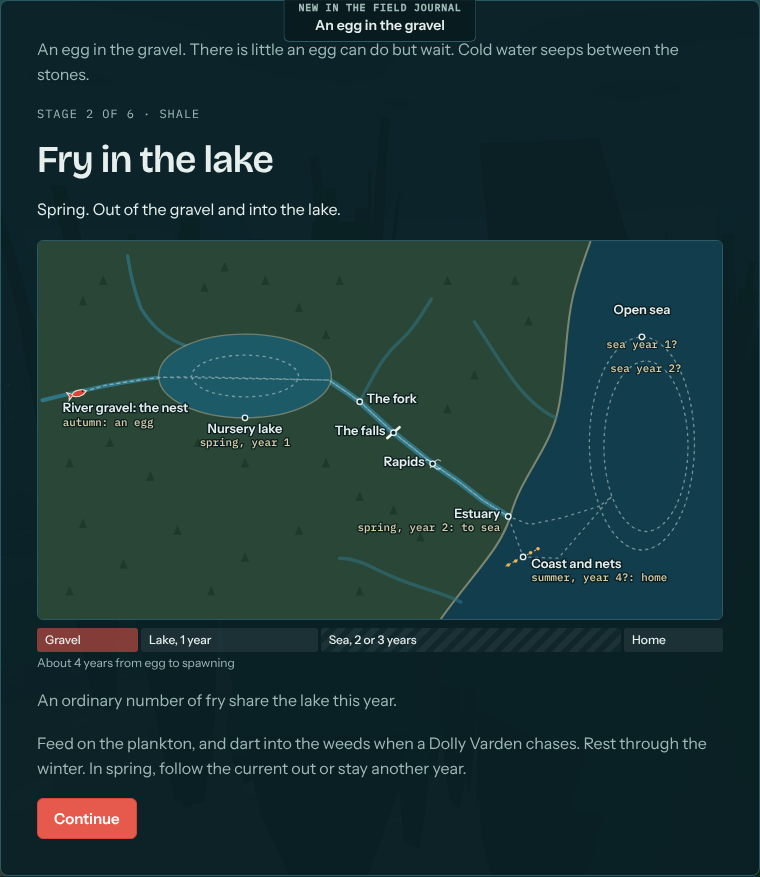 NEW IN THE FIELD JOURNAL
An egg in the gravel
An egg in the gravel. There is little an egg can do but wait. Cold water seeps between the
stones.
STAGE 2 OF 6 · SHALE
Fry in the lake
Spring. Out of the gravel and into the lake.
Open sea
sea year 1?
sea year 2?
River gravel: the nest
autumn: an egg
Nursery lake
spring, year 1
The fork
The falls
Rapids
Estuary
spring, year 2: to sea
Coast and nets
summer, year 4?: home
Gravel
Lake, 1 year
Sea, 2 or 3 years
Home
About 4 years from egg to spawning
An ordinary number of fry share the lake this year.
Feed on the plankton, and dart into the weeds when a Dolly Varden chases. Rest through the
winter. In spring, follow the current out or stay another year.
Continue